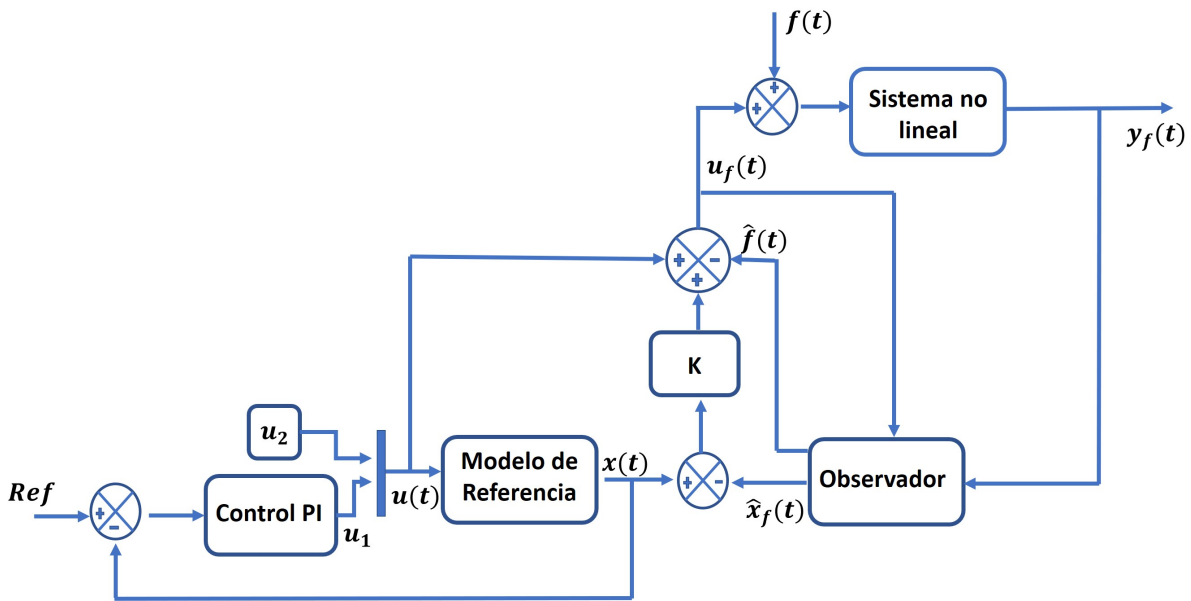 f(t)
+
+
Sistema no
lineal
y_f(t)
u_f(t)
f̂(t)
+
-
+
K
u_2
Modelo de
Referencia
x(t)
+
-
Observador
x̂_f(t)
Ref
+
-
Control PI
u_1
u(t)